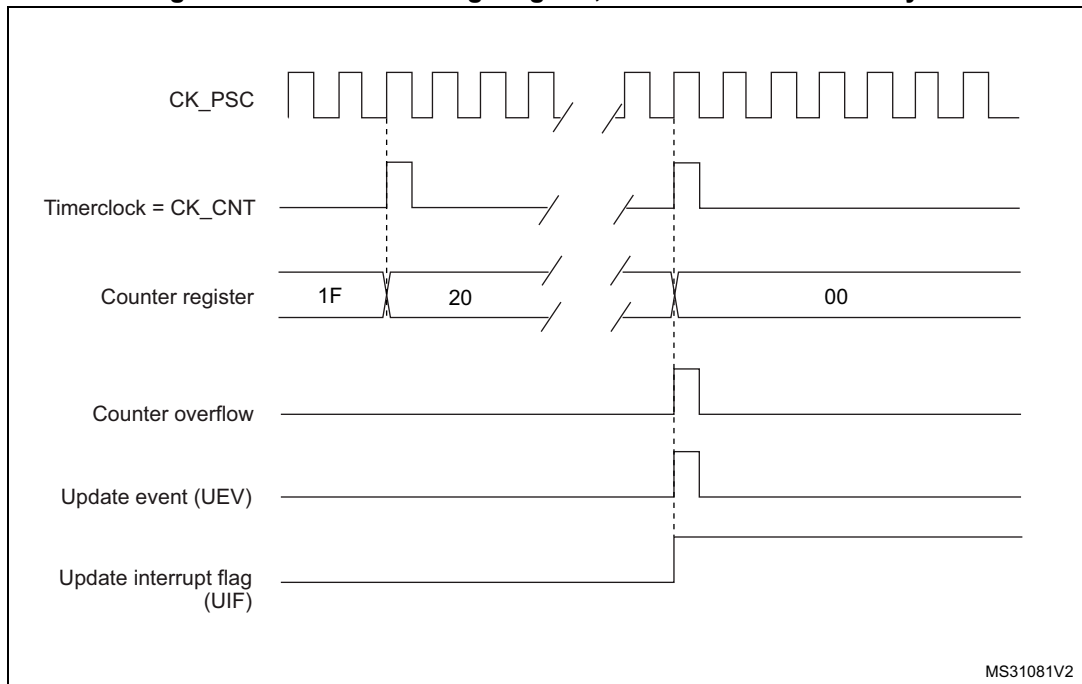 CK_PSC
Timerclock = CK_CNT
Counter register
1F
20
00
Counter overflow
Update event (UEV)
Update interrupt flag
(UIF)
MS31081V2